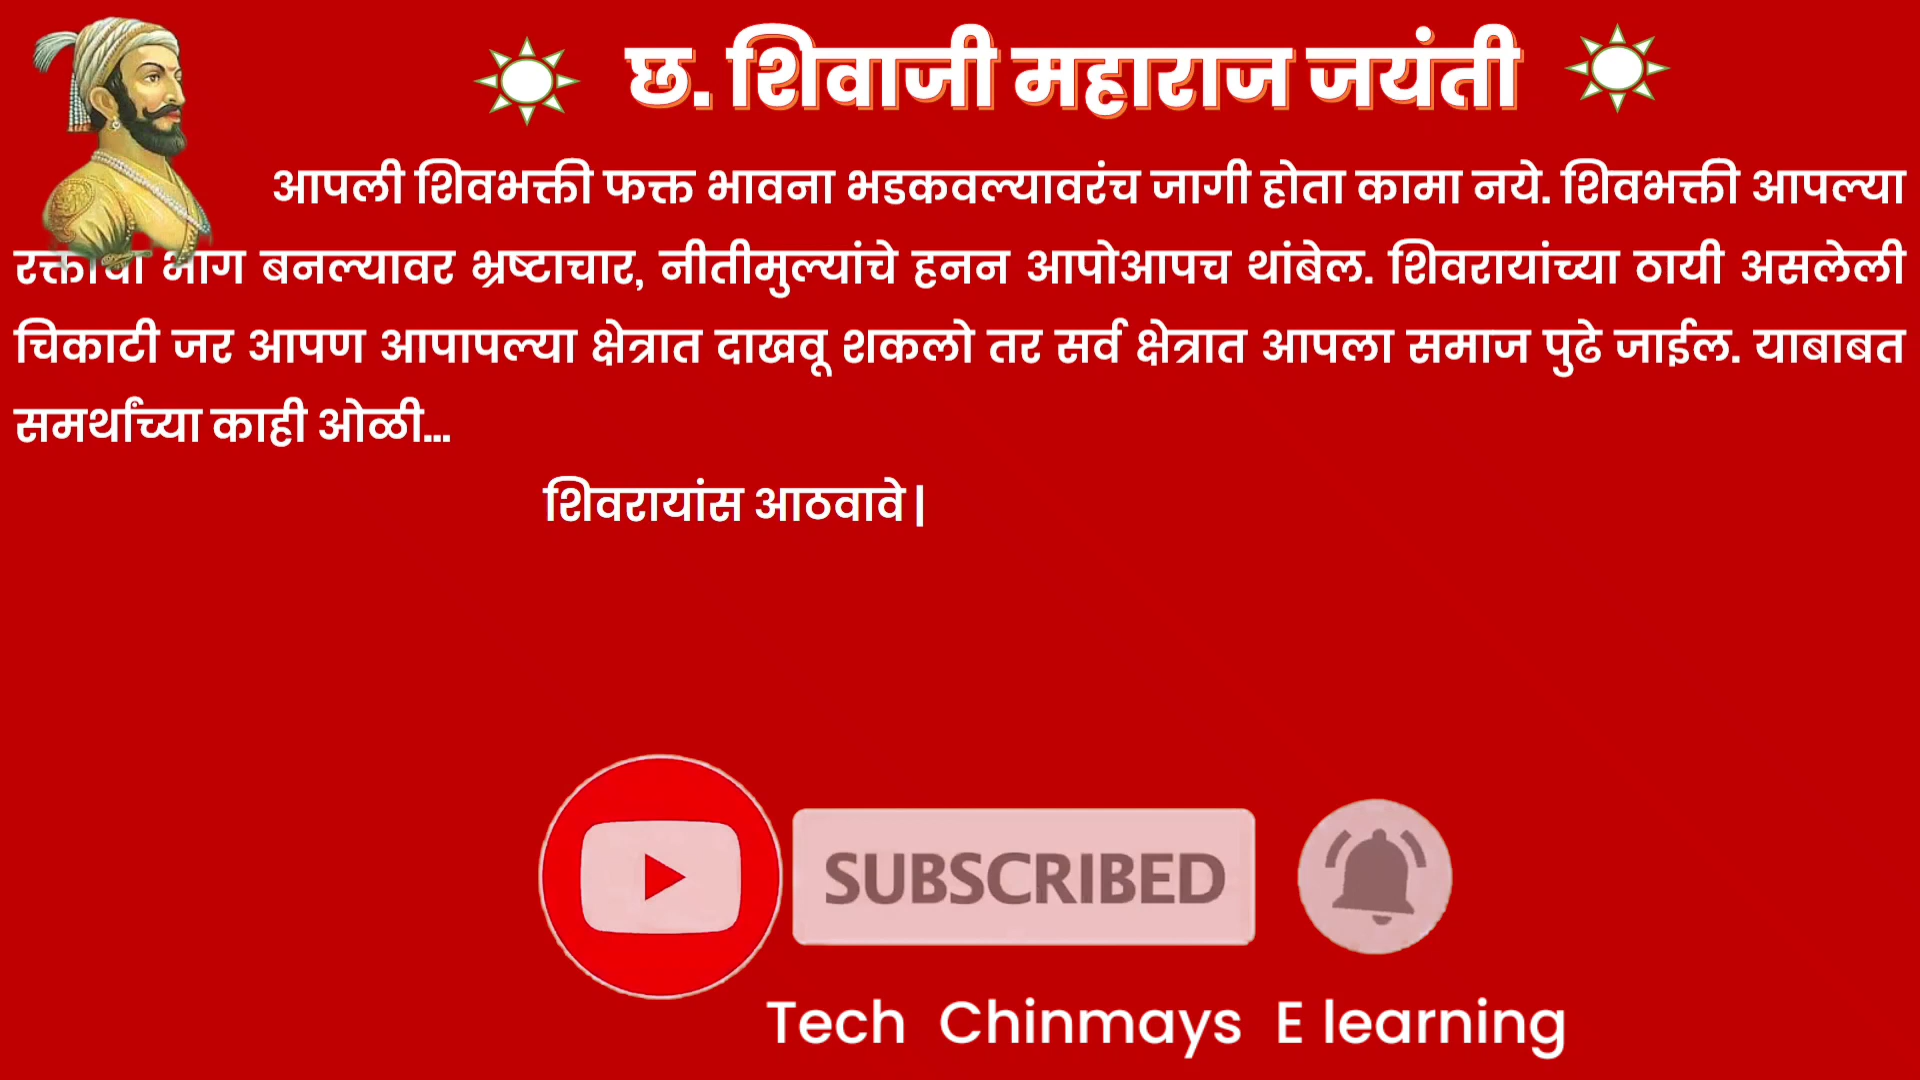 छ. शिवाजी महाराज जयंती
आपली शिवभक्ती फक्त भावना भडकवल्यावरंच जागी होता कामा नये. शिवभक्ती आपल्या
रक्ताचा भाग बनल्यावर भ्रष्टाचार, नीतीमुल्यांचे हनन आपोआपच थांबेल. शिवरायांच्या ठायी असलेली
चिकाटी जर आपण आपापल्या क्षेत्रात दाखवू शकलो तर सर्व क्षेत्रात आपला समाज पुढे जाईल. याबाबत
समर्थांच्या काही ओळी...
शिवरायांस आठवावे |
SUBSCRIBED
Tech Chinmays E learning